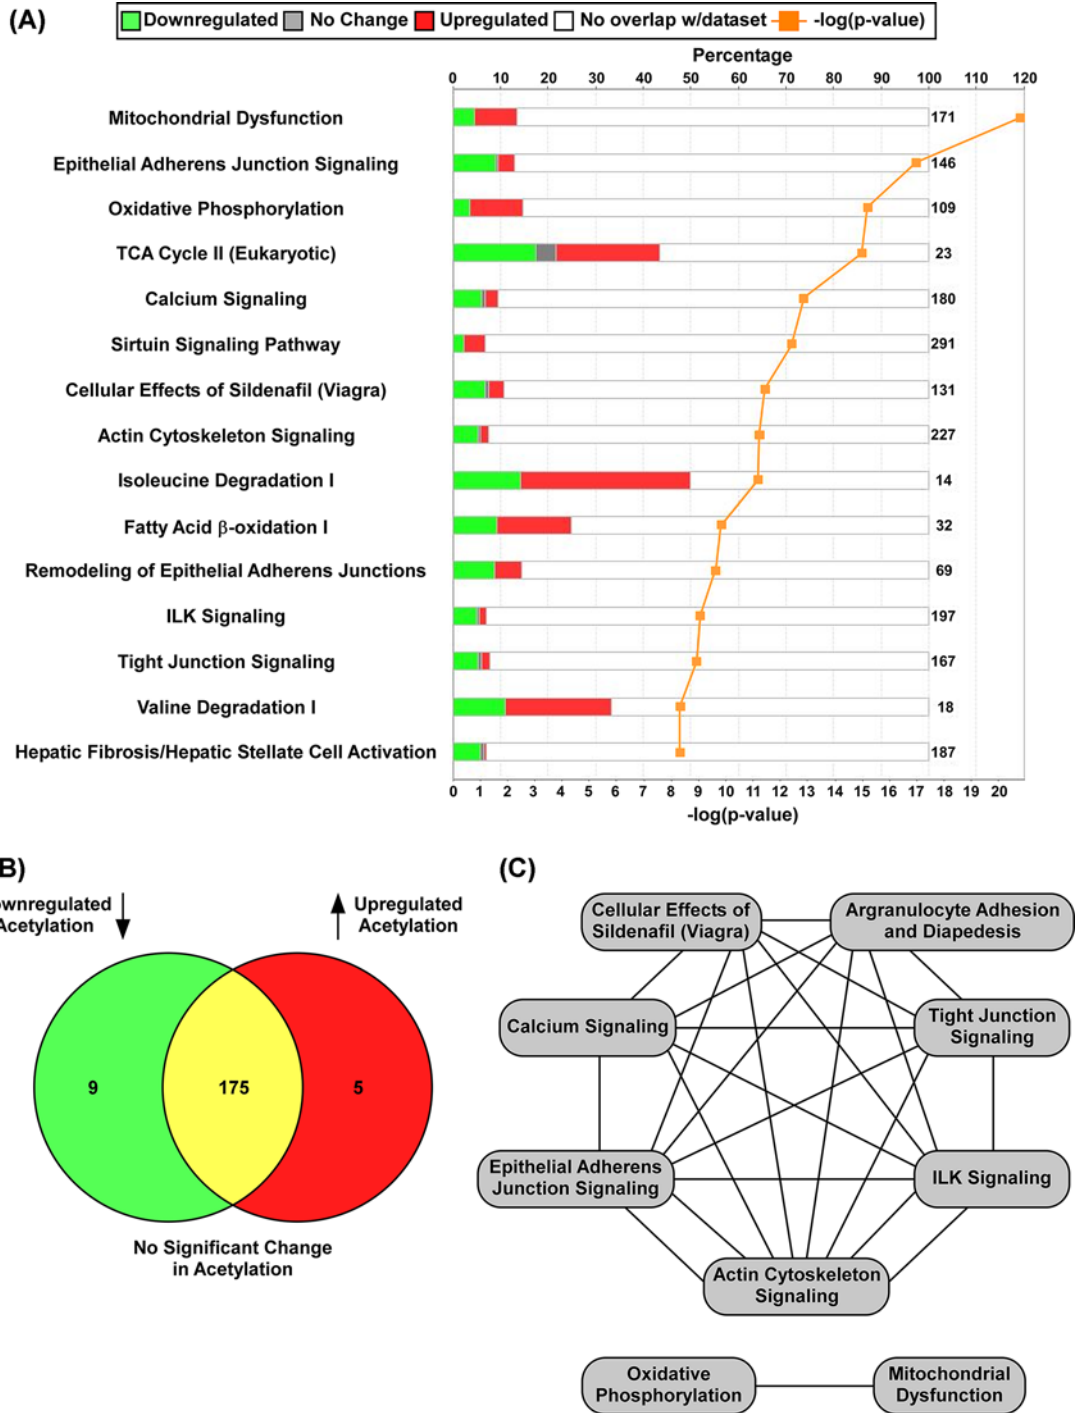 (A)
Downregulated No Change Upregulated No overlap w/dataset -log(p-value)
Percentage
0 10 20 30 40 50 60 70 80 90 100 120
Mitochondrial Dysfunction 171
Epithelial Adherens Junction Signaling 146
Oxidative Phosphorylation 109
TCA Cycle II (Eukaryotic) 23
Calcium Signaling 180
Sirtuin Signaling Pathway 291
Cellular Effects of Sildenafil (Viagra) 131
Actin Cytoskeleton Signaling 227
Isoleucine Degradation I 14
Fatty Acid β-oxidation I 32
Remodeling of Epithelial Adherens Junctions 69
ILK Signaling 197
Tight Junction Signaling 167
Valine Degradation I 18
Hepatic Fibrosis/Hepatic Stellate Cell Activation 187
0 1 2 3 4 5 6 7 8 9 10 11 12 13 14 15 16 17 18 19 20
-log(p-value)
B)
ownregulated
Acetylation
Upregulated
Acetylation
9 175 5
No Significant Change
in Acetylation
(C)
Cellular Effects of
Sildenafil (Viagra)
Argranulocyte Adhesion
and Diapedesis
Calcium Signaling
Tight Junction
Signaling
Epithelial Adherens
Junction Signaling
ILK Signaling
Actin Cytoskeleton
Signaling
Oxidative
Phosphorylation
Mitochondrial
Dysfunction